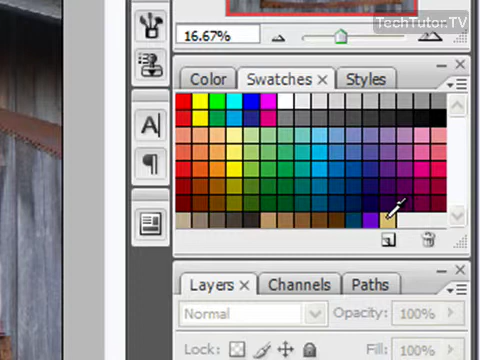 TechTutor.TV
16.67%
Color Swatches × Styles
A
Layers × Channels Paths
Normal Opacity: 100%
Lock: Fill: 100%